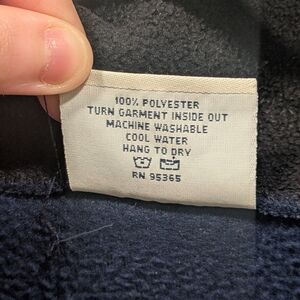 100% POLYESTER
TURN GARMENT INSIDE OUT
MACHINE WASHABLE
COOL WATER
HANG TO DRY
RN 95365